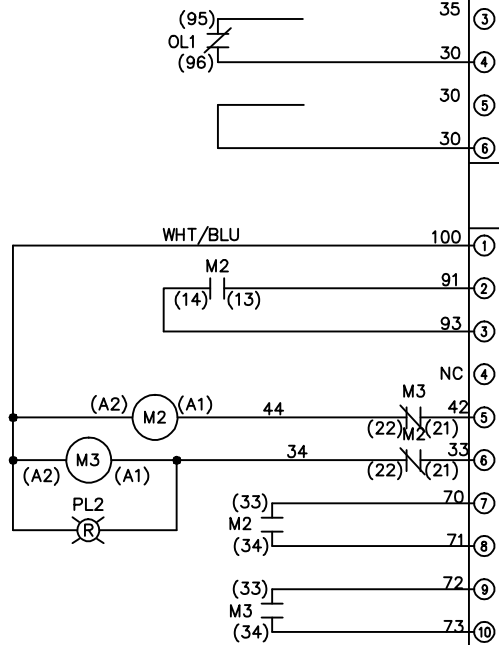 (95) 35 3
OL1
(96) 30 4
30 5
30 6
WHT/BLU 100 1
M2 91 2
(14) (13)
93 3
NC 4
M3
(A2) M2 (A1) 44 42 5
(22) M2 (21)
M3 34 33 6
(A2) (A1) (22) (21)
PL2
R
(33) 70 7
M2
(34) 71 8
(33) 72 9
M3
(34) 73 10